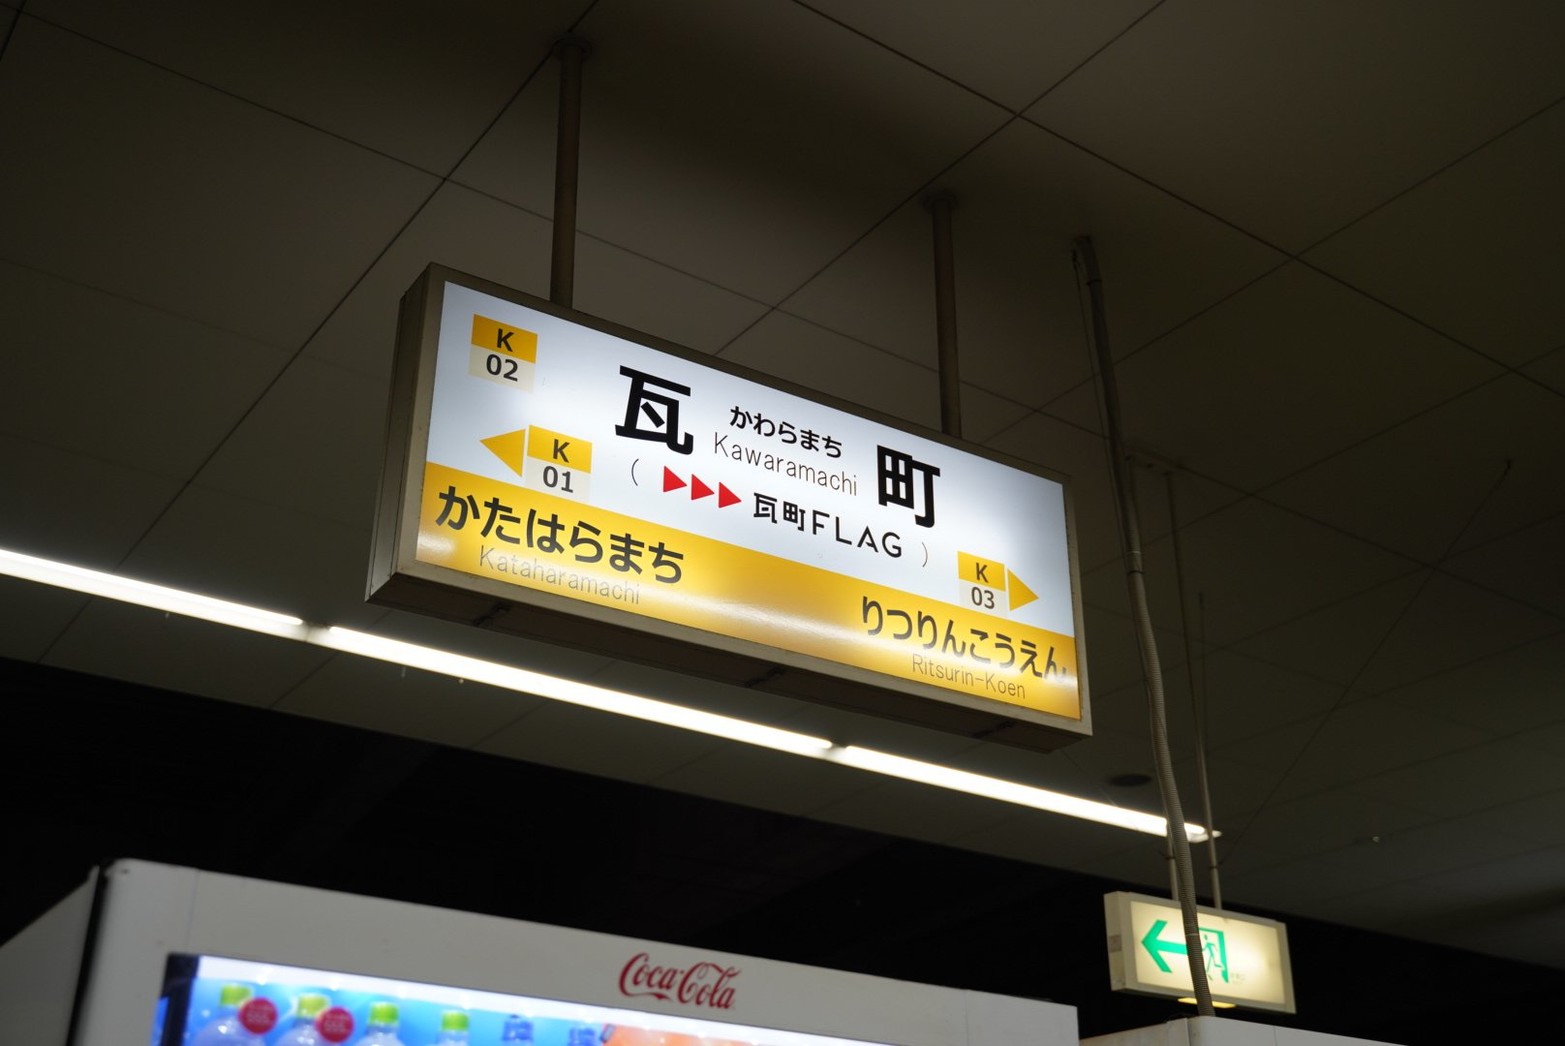 K
02
瓦町
かわらまち
Kawaramachi
( 瓦町FLAG )
K
01
かたはらまち
Kataharamachi
K
03
りつりんこうえん
Ritsurin-Koen
Coca-Cola